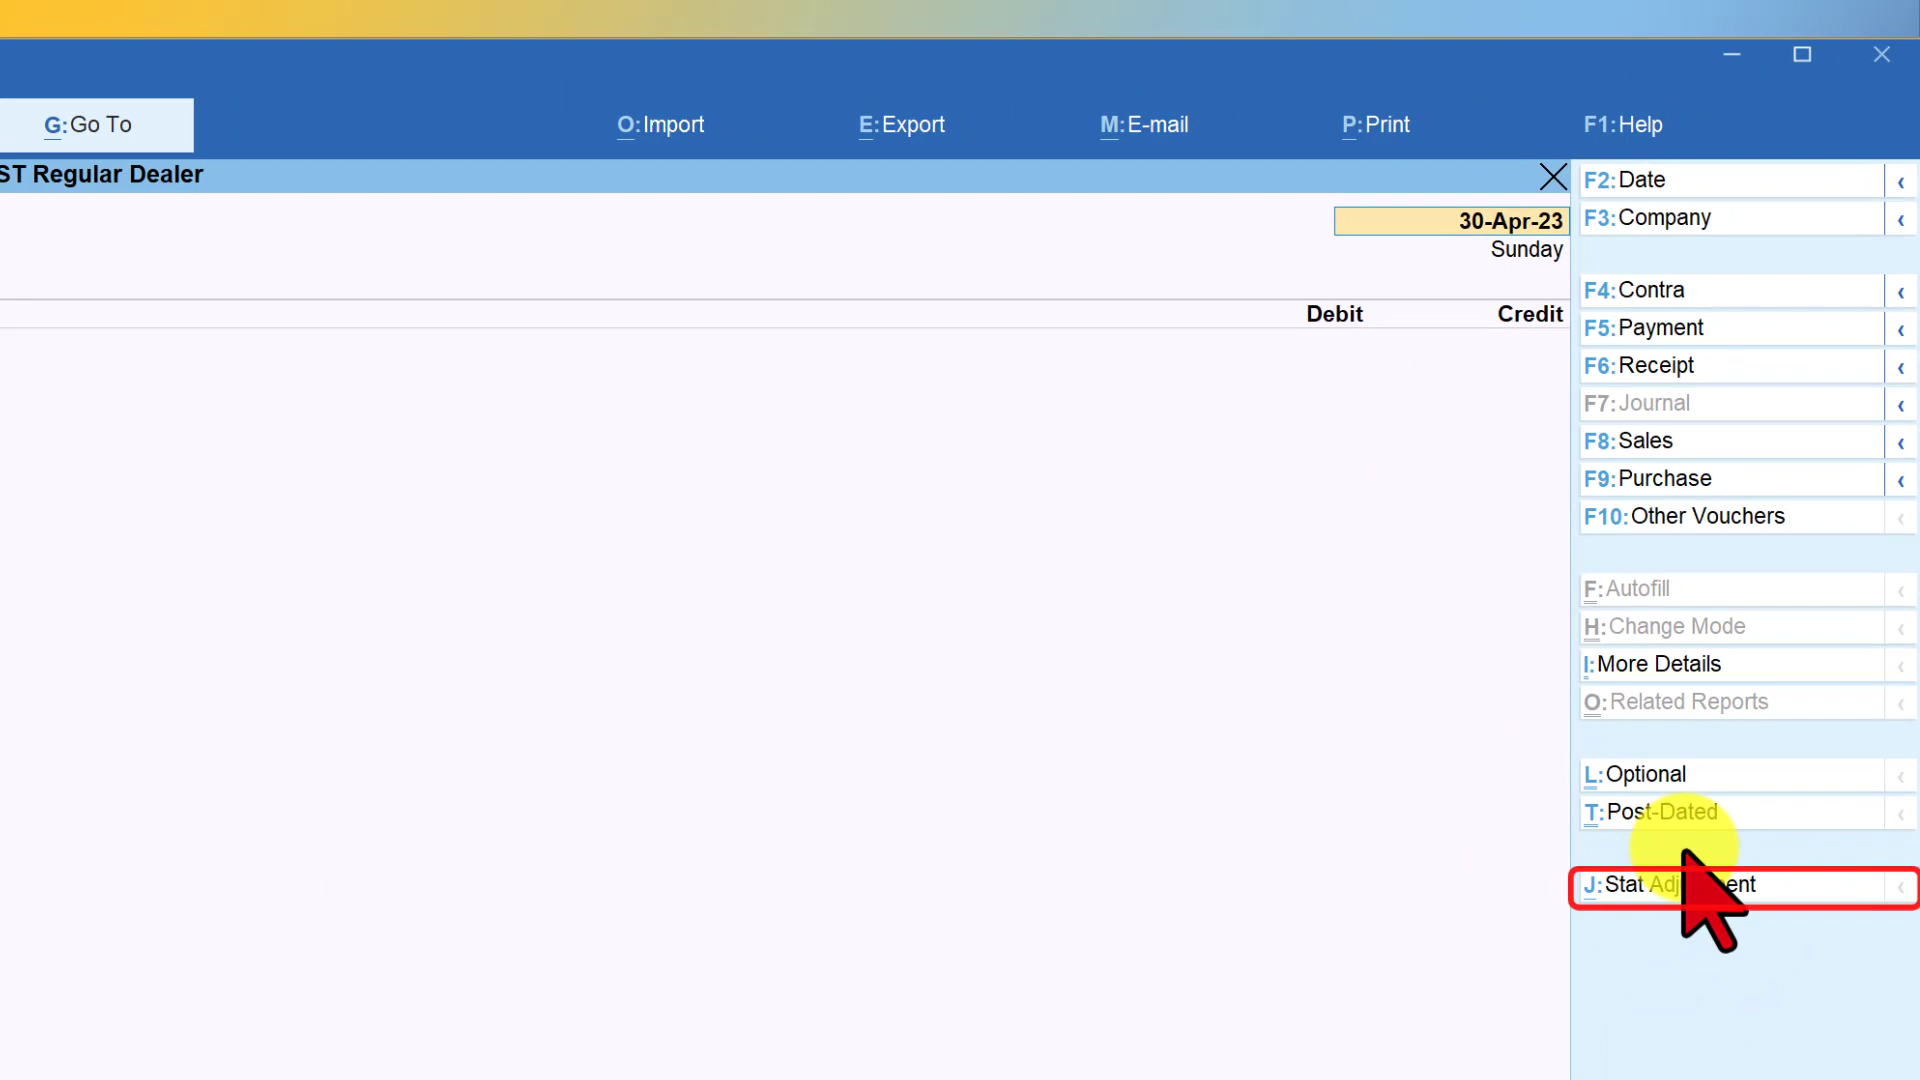 G:Go To
O:Import
E:Export
M:E-mail
P:Print
F1:Help
ST Regular Dealer
30-Apr-23
Sunday
Debit
Credit
F2:Date
F3:Company
F4:Contra
F5:Payment
F6:Receipt
F7:Journal
F8:Sales
F9:Purchase
F10:Other Vouchers
F:Autofill
H:Change Mode
I:More Details
O:Related Reports
L:Optional
T:Post-Dated
J:Stat